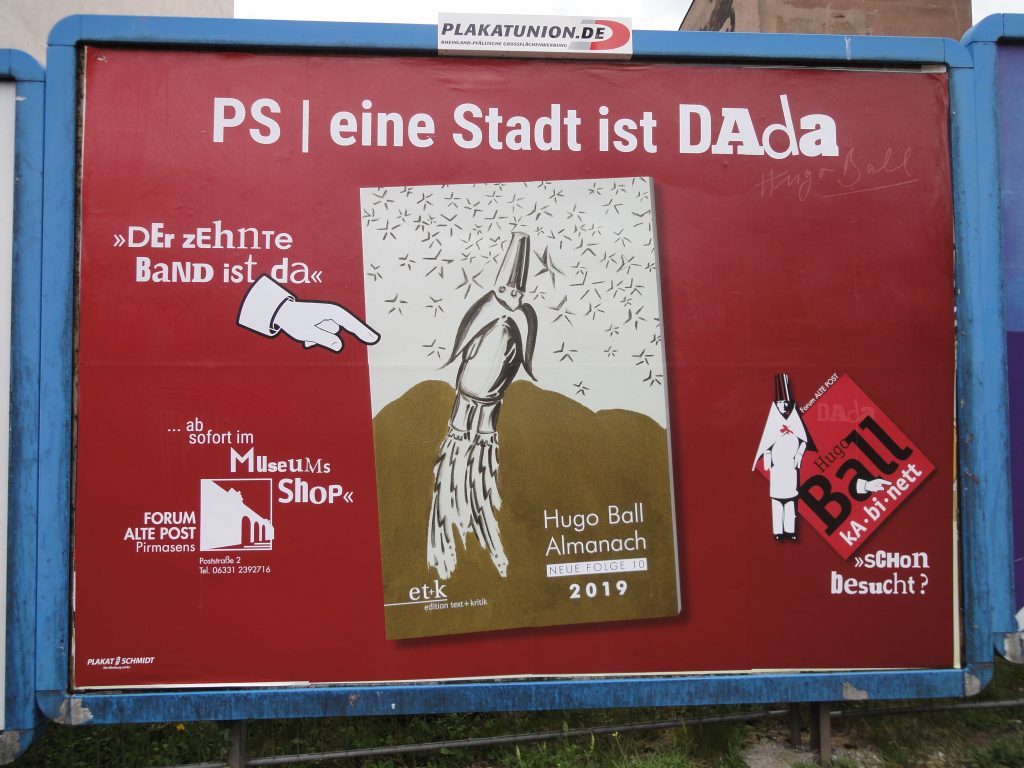 PLAKATUNION.DE
RHEINLAND-PFÄLZISCHE GROSSFLÄCHENWERBUNG
PS | eine Stadt ist DAda
Hugo Ball
»DEr zEhnTe
BaND ist da«
... ab
sofort im
MUseuMs
SHOP«
FORUM
ALTE POST
Pirmasens
Poststraße 2
Tel. 06331 2392716
Hugo Ball
Almanach
NEUE FOLGE 10
2019
et+k
edition text+kritik
Forum ALTE POST
DAda
Hugo
Ball
kA•bi•nett
»sCHon
besucht?
PLAKAT SCHMIDT